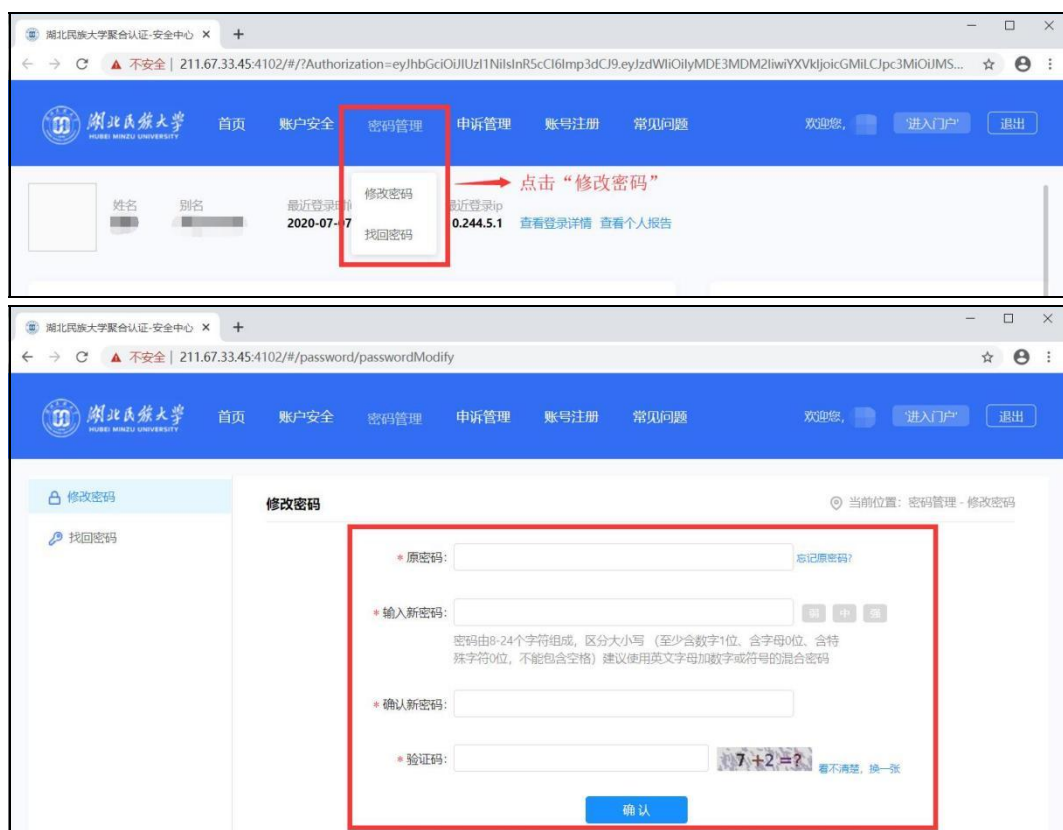 湖北民族大学聚合认证-安全中心
不安全 | 211.67.33.45:4102/#/?Authorization=eyJhbGciOiJIUzI1NiIsInR5cCI6Imp3dCJ9.eyJzdWIiOiIyMDE3MDM2IiwiYXVkIjoicGMiLCJpc3MiOiJMS...
湖北民族大学 首页 账户安全 密码管理 申诉管理 账号注册 常见问题 欢迎您, '进入门户' 退出
HUBEI MINZU UNIVERSITY
修改密码 点击“修改密码”
姓名 别名 最近登录时间 最近登录ip
2020-07-07 0.244.5.1 查看登录详情 查看个人报告
找回密码
湖北民族大学聚合认证-安全中心
不安全 | 211.67.33.45:4102/#/password/passwordModify
湖北民族大学 首页 账户安全 密码管理 申诉管理 账号注册 常见问题 欢迎您, '进入门户' 退出
HUBEI MINZU UNIVERSITY
修改密码 修改密码 当前位置：密码管理 - 修改密码
找回密码
* 原密码: 忘记原密码?
* 输入新密码: 弱 中 强
密码由8-24个字符组成，区分大小写 （至少含数字1位、含字母0位、含特
殊字符0位，不能包含空格）建议使用英文字母加数字或符号的混合密码
* 确认新密码:
* 验证码: 7+2=? 看不清楚，换一张
确认